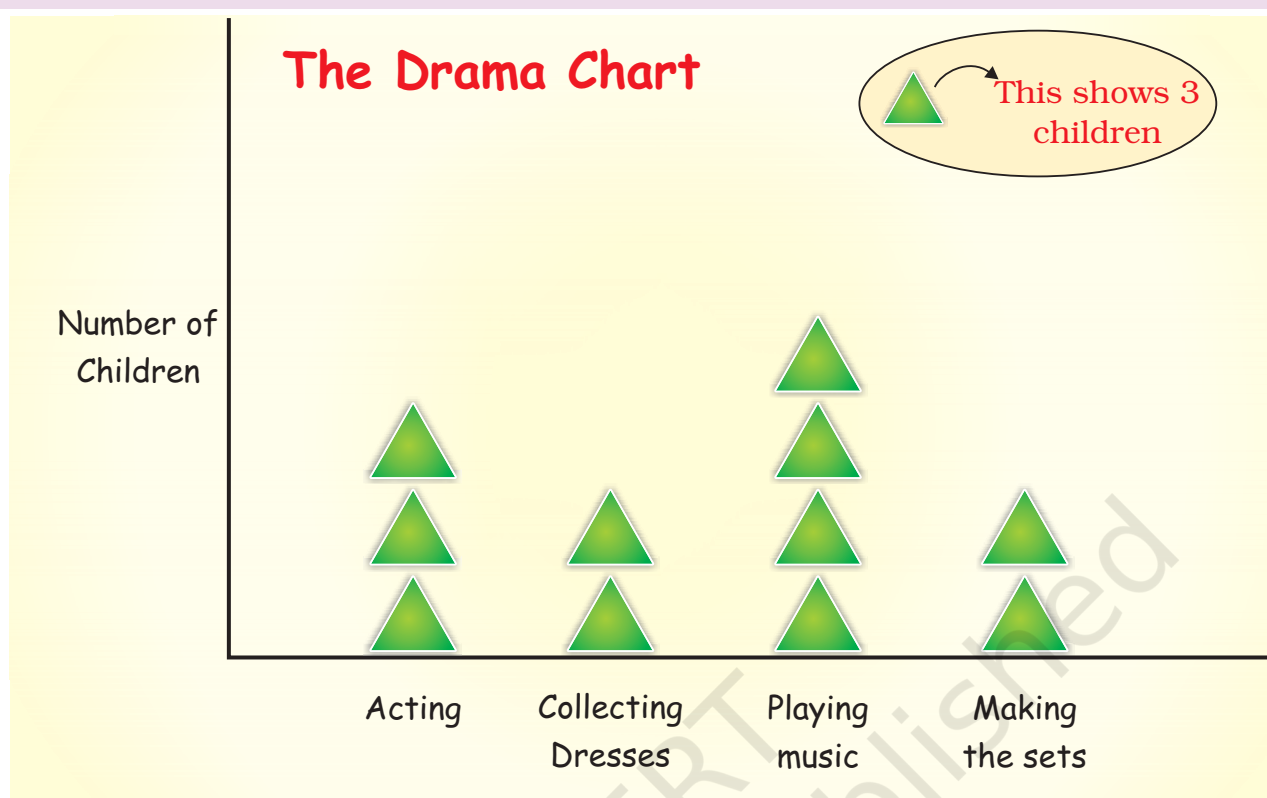 The Drama Chart
This shows 3
children
Number of
Children
Acting
Collecting
Dresses
Playing
music
Making
the sets